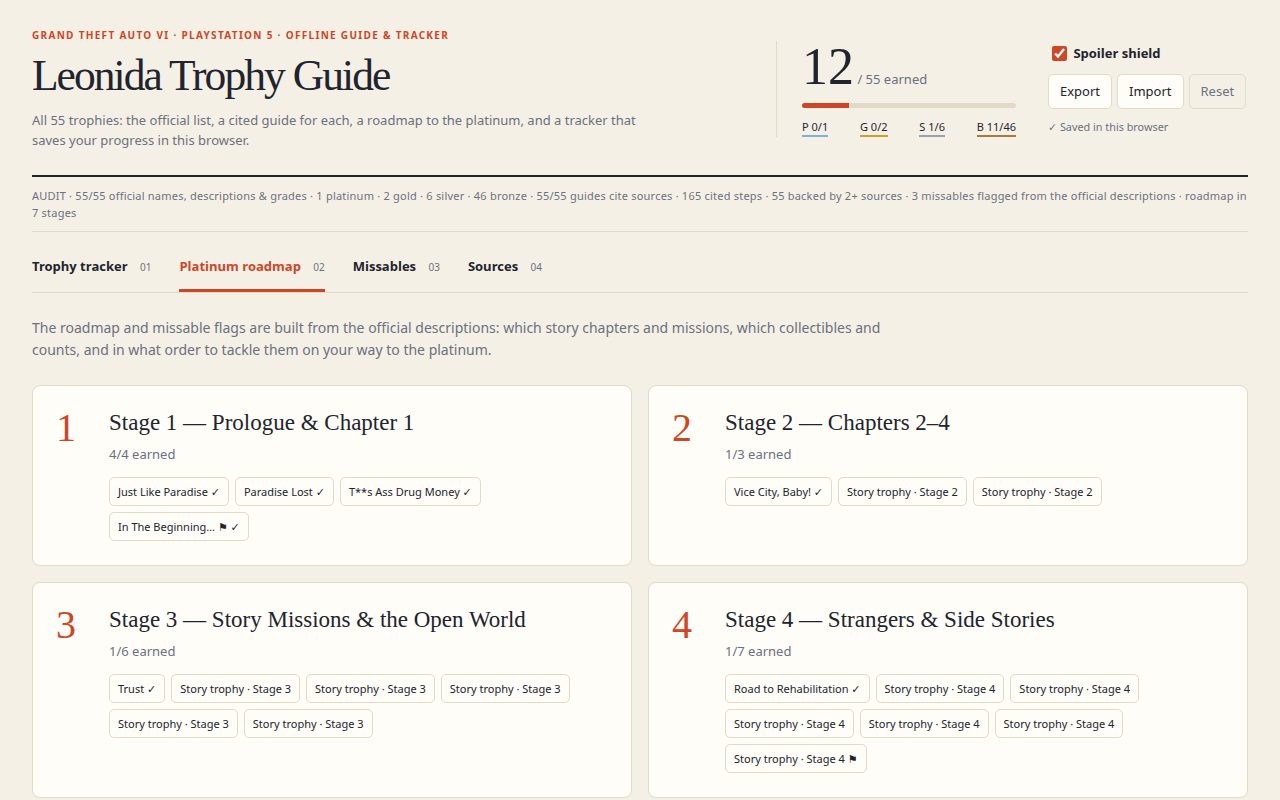 GRAND THEFT AUTO VI · PLAYSTATION 5 · OFFLINE GUIDE & TRACKER
Leonida Trophy Guide
All 55 trophies: the official list, a cited guide for each, a roadmap to the platinum, and a tracker that
saves your progress in this browser.
12 / 55 earned
P 0/1 G 0/2 S 1/6 B 11/46
Spoiler shield
Export Import Reset
✓ Saved in this browser
AUDIT · 55/55 official names, descriptions & grades · 1 platinum · 2 gold · 6 silver · 46 bronze · 55/55 guides cite sources · 165 cited steps · 55 backed by 2+ sources · 3 missables flagged from the official descriptions · roadmap in
7 stages
Trophy tracker 01 Platinum roadmap 02 Missables 03 Sources 04
The roadmap and missable flags are built from the official descriptions: which story chapters and missions, which collectibles and
counts, and in what order to tackle them on your way to the platinum.
1
Stage 1 — Prologue & Chapter 1
4/4 earned
Just Like Paradise ✓ Paradise Lost ✓ T**s Ass Drug Money ✓
In The Beginning... ⚑ ✓
2
Stage 2 — Chapters 2–4
1/3 earned
Vice City, Baby! ✓ Story trophy · Stage 2 Story trophy · Stage 2
3
Stage 3 — Story Missions & the Open World
1/6 earned
Trust ✓ Story trophy · Stage 3 Story trophy · Stage 3 Story trophy · Stage 3
Story trophy · Stage 3 Story trophy · Stage 3
4
Stage 4 — Strangers & Side Stories
1/7 earned
Road to Rehabilitation ✓ Story trophy · Stage 4 Story trophy · Stage 4
Story trophy · Stage 4 Story trophy · Stage 4 Story trophy · Stage 4
Story trophy · Stage 4 ⚑